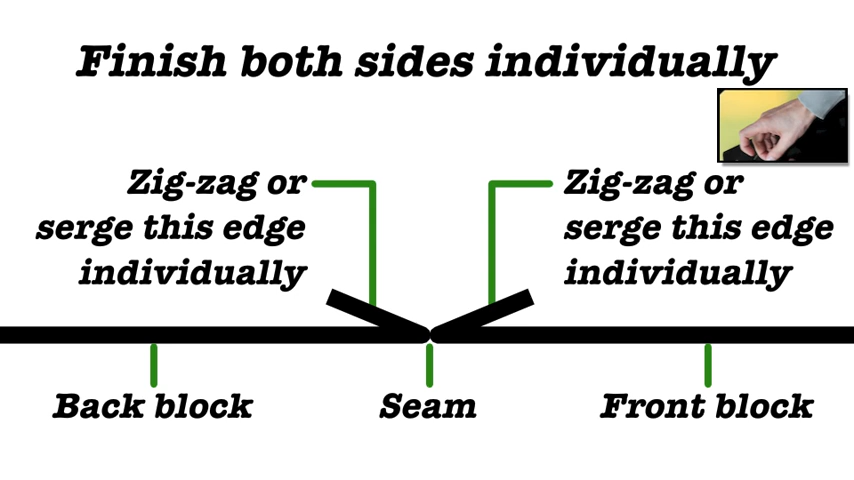 Finish both sides individually
Zig-zag or
serge this edge
individually
Zig-zag or
serge this edge
individually
Back block
Seam
Front block